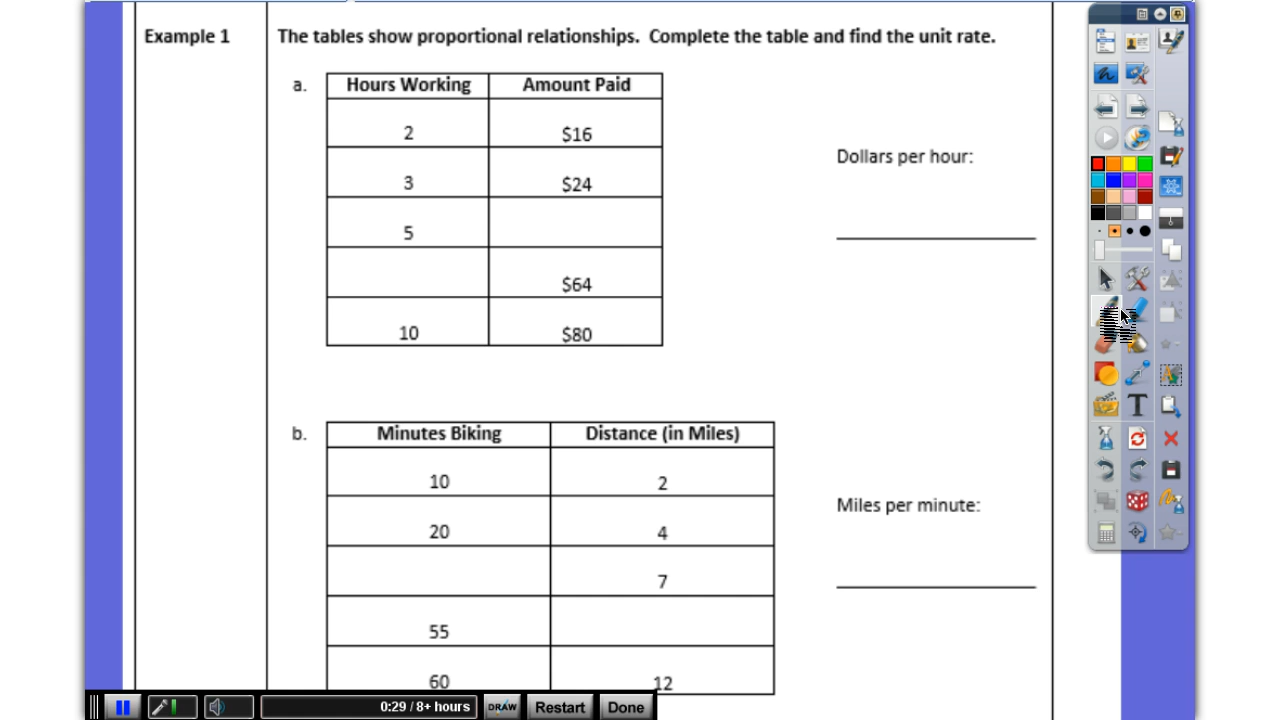 Example 1 The tables show proportional relationships. Complete the table and find the unit rate.
a.
Hours Working Amount Paid
2 $16
Dollars per hour:
3 $24
5
$64
10 $80
b.
Minutes Biking Distance (in Miles)
10 2
Miles per minute:
20 4
7
55
60 12
0:29 / 8+ hours DRAW Restart Done